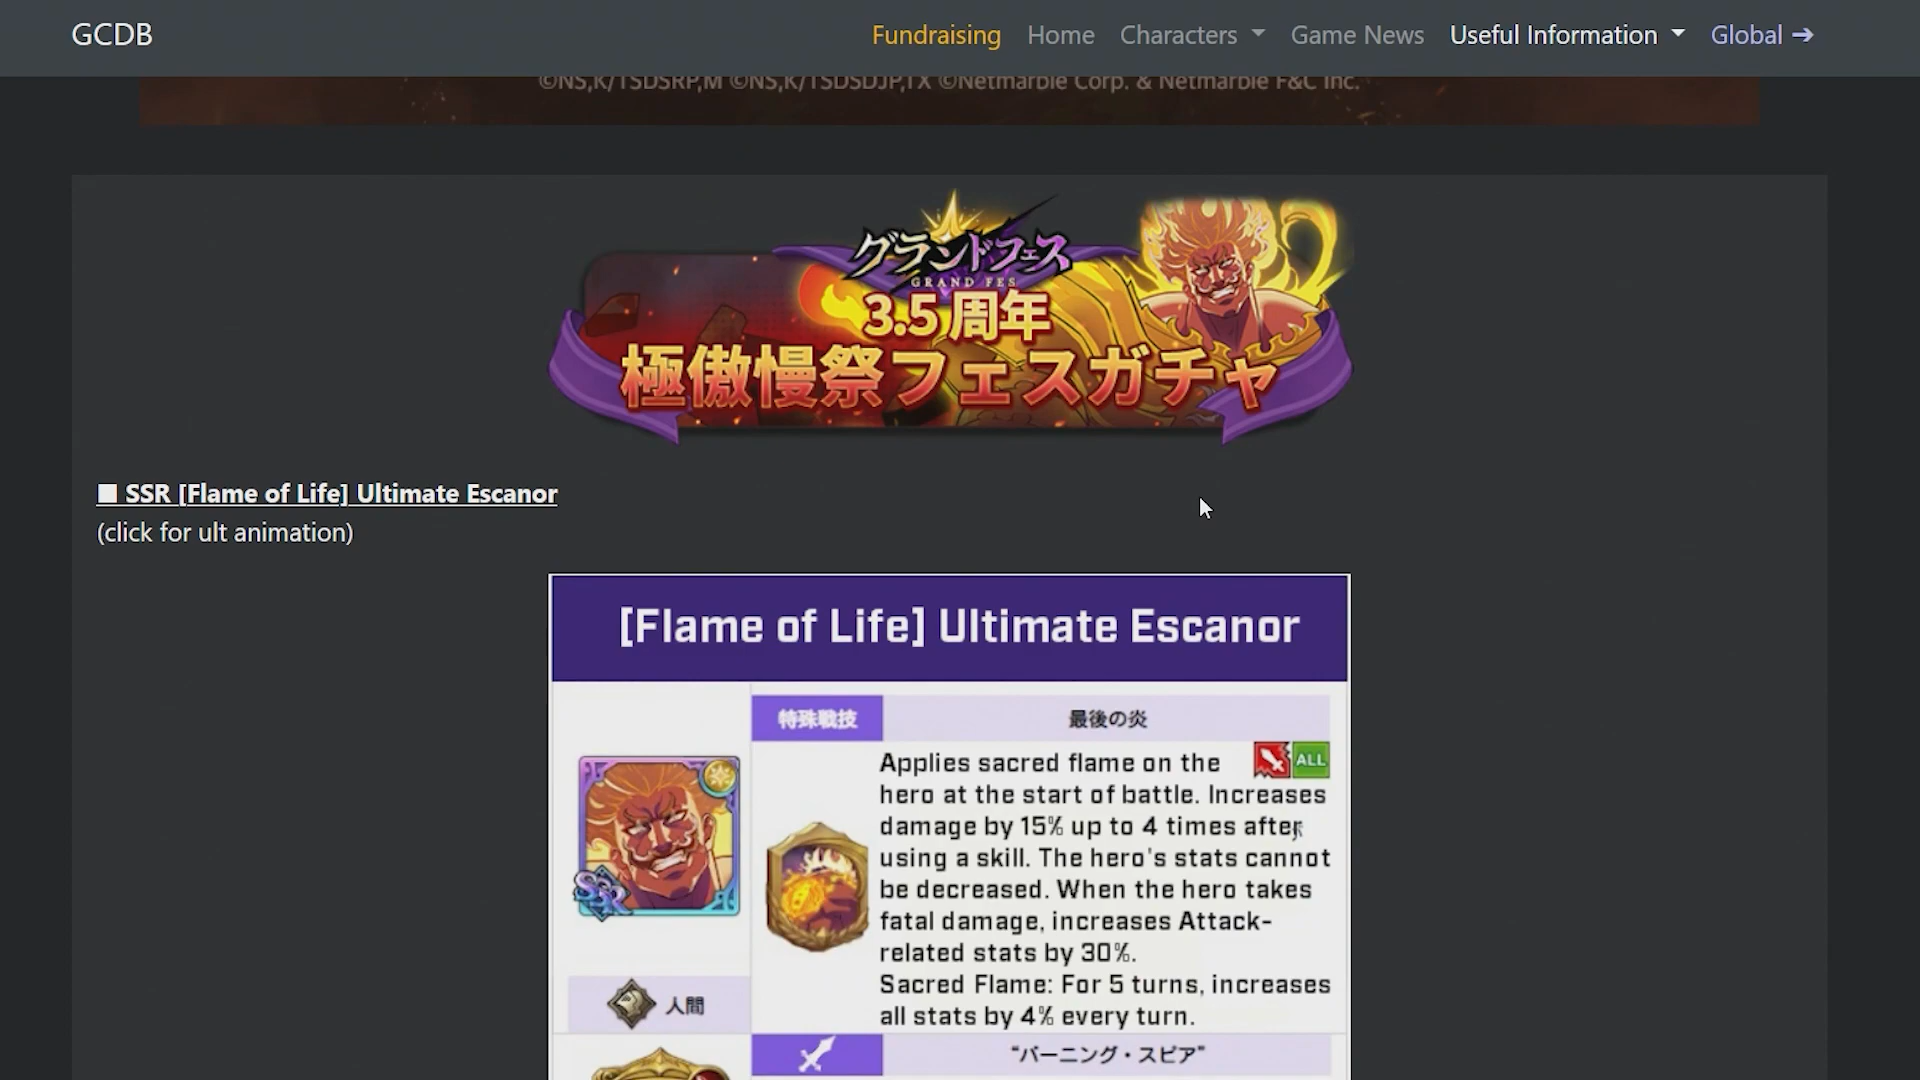 GCDB
Fundraising Home Characters Game News Useful Information Global →
©NS,K/TSDSRP,M ©NS,K/TSDSDJP,TX ©Netmarble Corp. & Netmarble F&C Inc.
グランドフェス
GRAND FES
3.5周年
極傲慢祭フェスガチャ
■ SSR [Flame of Life] Ultimate Escanor
(click for ult animation)
[Flame of Life] Ultimate Escanor
特殊戦技 最後の炎
ALL
Applies sacred flame on the
hero at the start of battle. Increases
damage by 15% up to 4 times after
using a skill. The hero's stats cannot
be decreased. When the hero takes
fatal damage, increases Attack-
related stats by 30%.
Sacred Flame: For 5 turns, increases
all stats by 4% every turn.
SSR
人間
“バーニング・スピア”